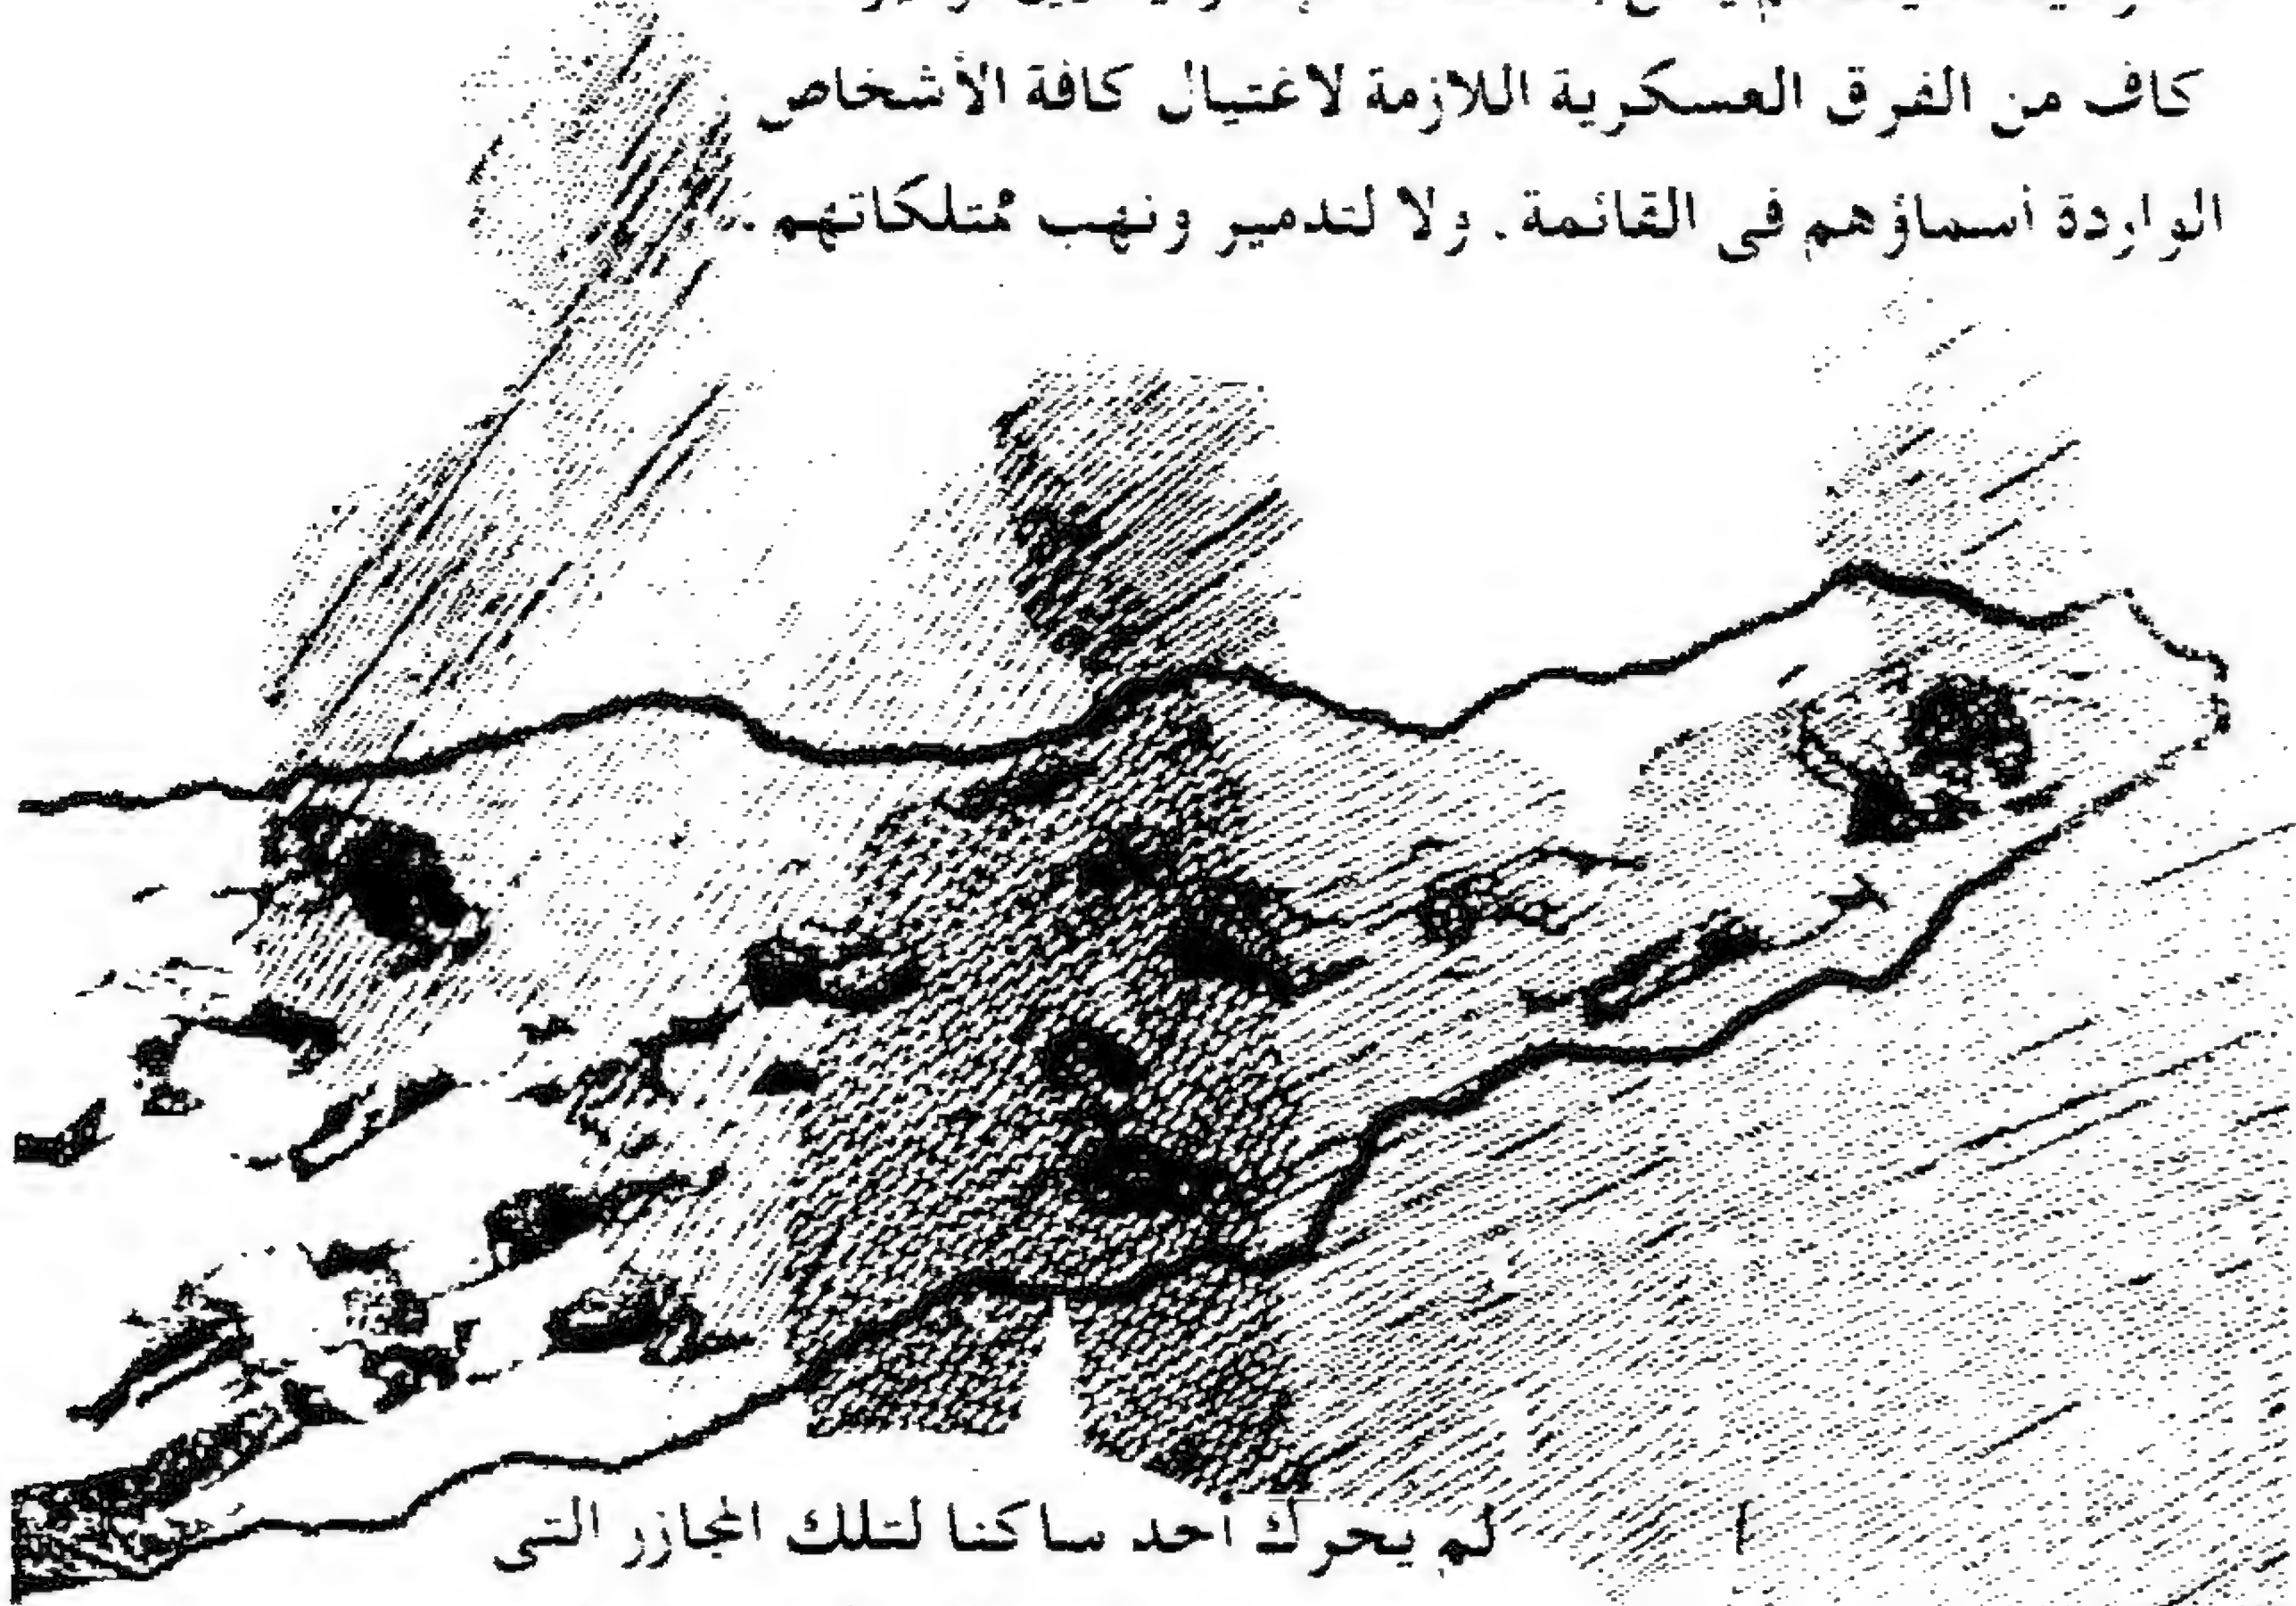 كاف من الفرق العسكرية اللازمة لاغتيال كافة الأشخاص
الواردة أسماؤهم فى القائمة. ولا لتدمير ونهب ممتلكاتهم.
لم يحرك أحد ساكنا لتلك المجازر التى